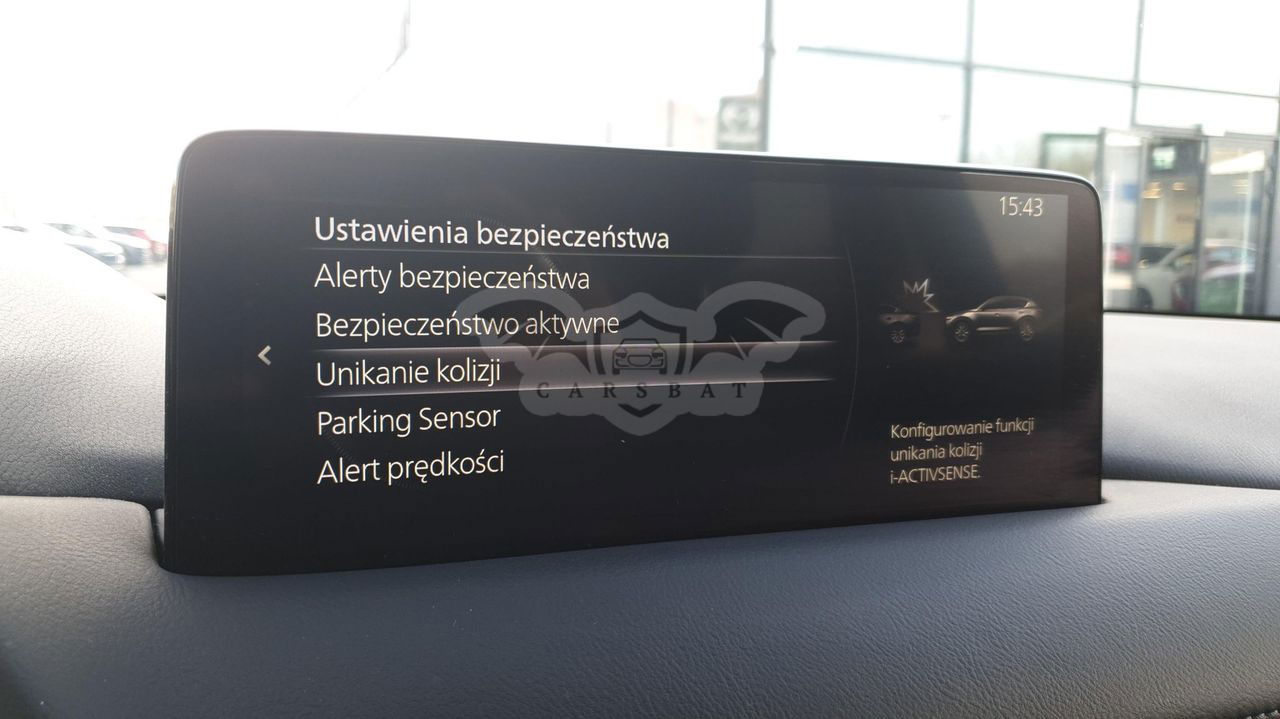 15:43
Ustawienia bezpieczeństwa
Alerty bezpieczeństwa
Bezpieczeństwo aktywne
Unikanie kolizji
Parking Sensor
Alert prędkości
Konfigurowanie funkcji
unikania kolizji
i-ACTIVSENSE.
CARSBAT